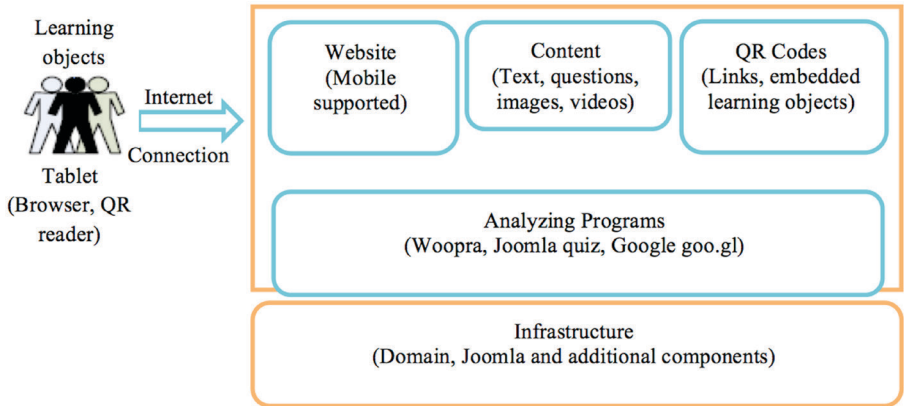 Learning
objects
Tablet
(Browser, QR
reader)
Internet
Connection
Website
(Mobile
supported)
Content
(Text, questions,
images, videos)
QR Codes
(Links, embedded
learning objects)
Analyzing Programs
(Woopra, Joomla quiz, Google goo.gl)
Infrastructure
(Domain, Joomla and additional components)